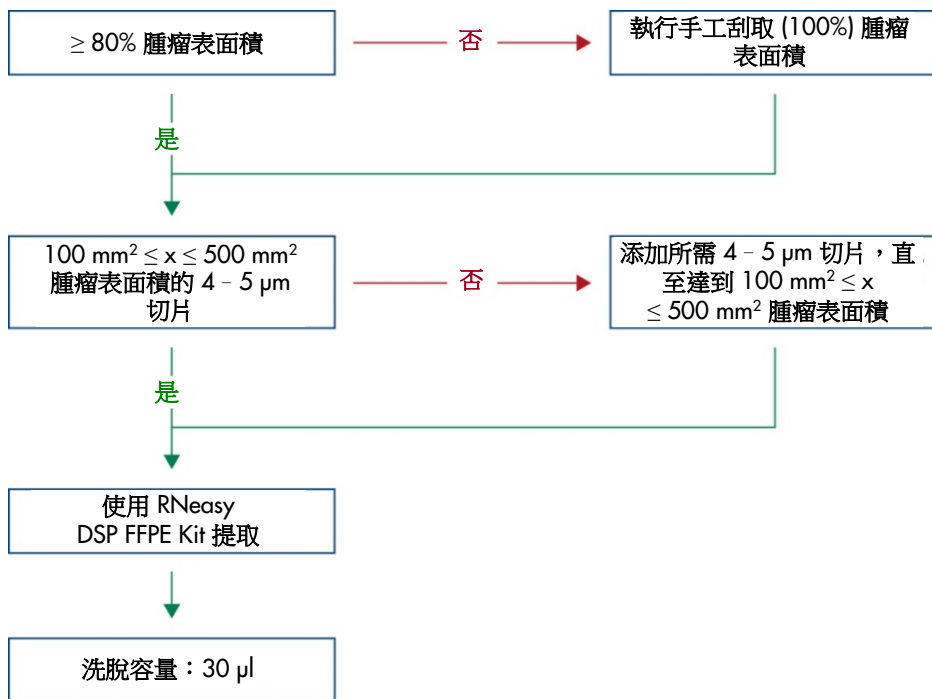 ≥ 80% 腫瘤表面積
否
執行手工刮取 (100%) 腫瘤
表面積
是
100 mm² ≤ x ≤ 500 mm²
腫瘤表面積的 4 – 5 μm
切片
否
添加所需 4 – 5 μm 切片，直
至達到 100 mm² ≤ x
≤ 500 mm² 腫瘤表面積
是
使用 RNeasy
DSP FFPE Kit 提取
洗脫容量：30 μl